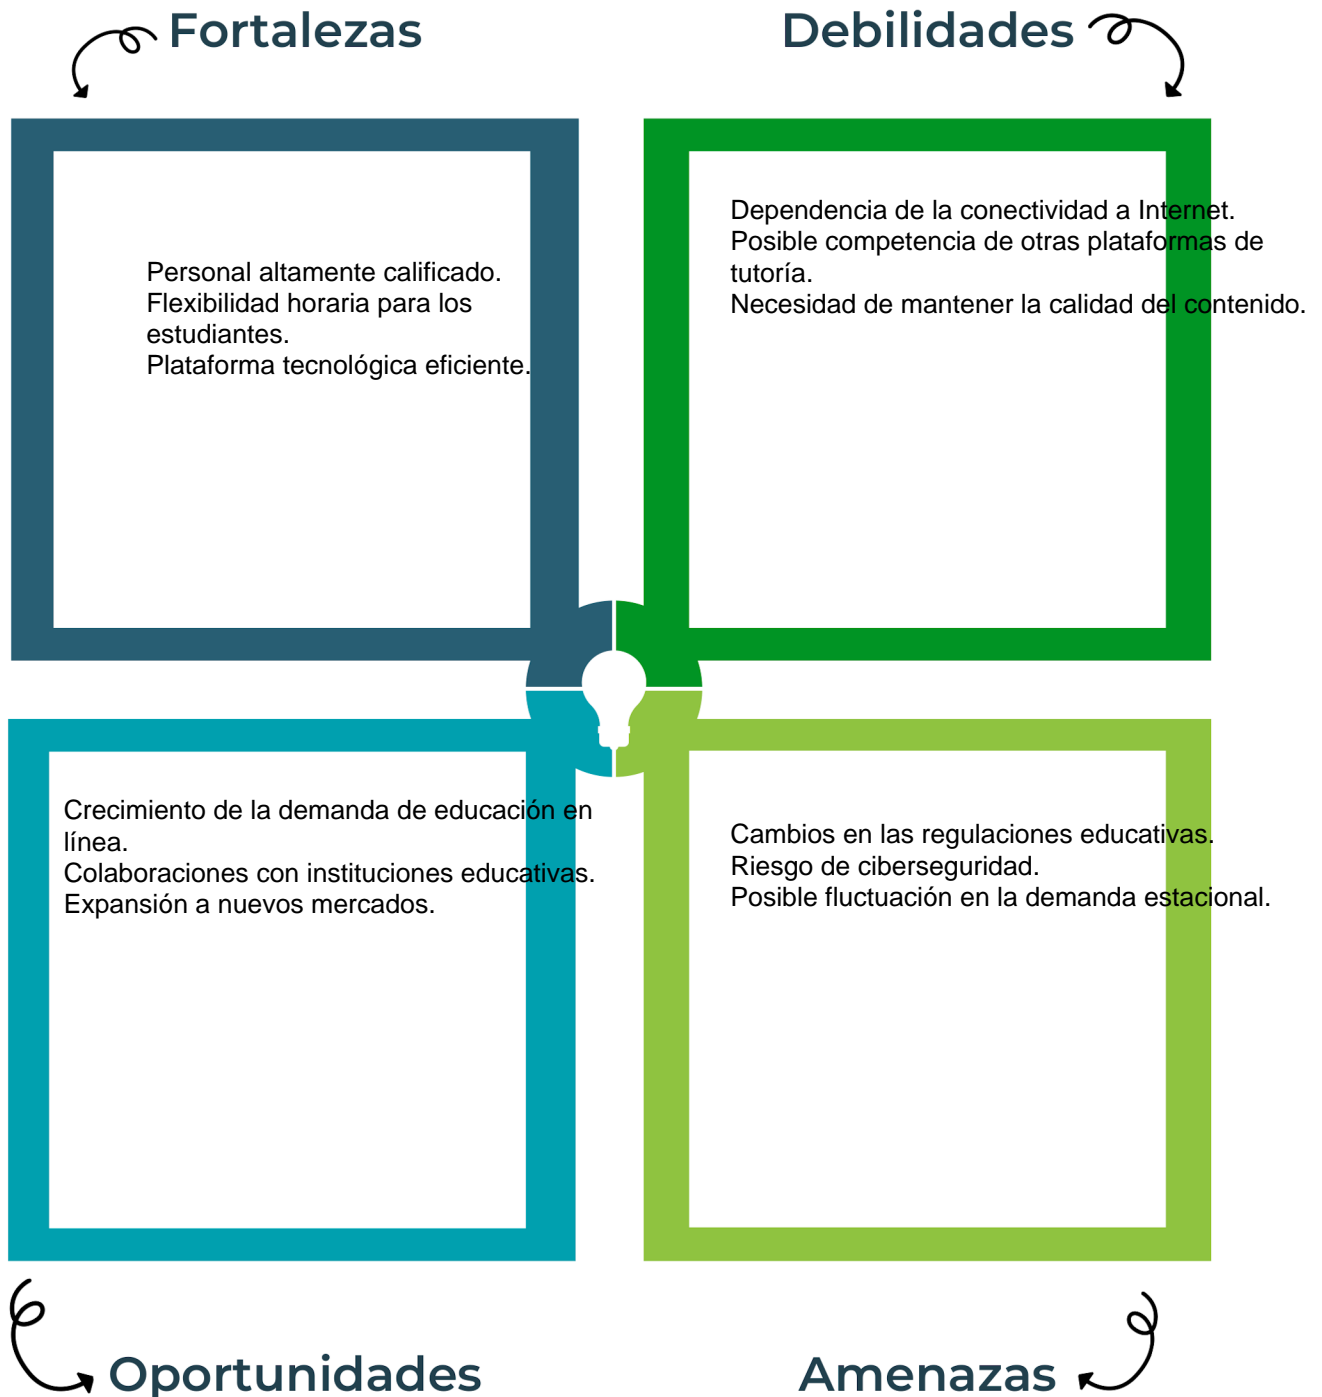 Fortalezas
Personal altamente calificado.
Flexibilidad horaria para los
estudiantes.
Plataforma tecnológica eficiente.
Debilidades
Dependencia de la conectividad a Internet.
Posible competencia de otras plataformas de
tutoría.
Necesidad de mantener la calidad del contenido.
Crecimiento de la demanda de educación en
línea.
Colaboraciones con instituciones educativas.
Expansión a nuevos mercados.
Oportunidades
Cambios en las regulaciones educativas.
Riesgo de ciberseguridad.
Posible fluctuación en la demanda estacional.
Amenazas